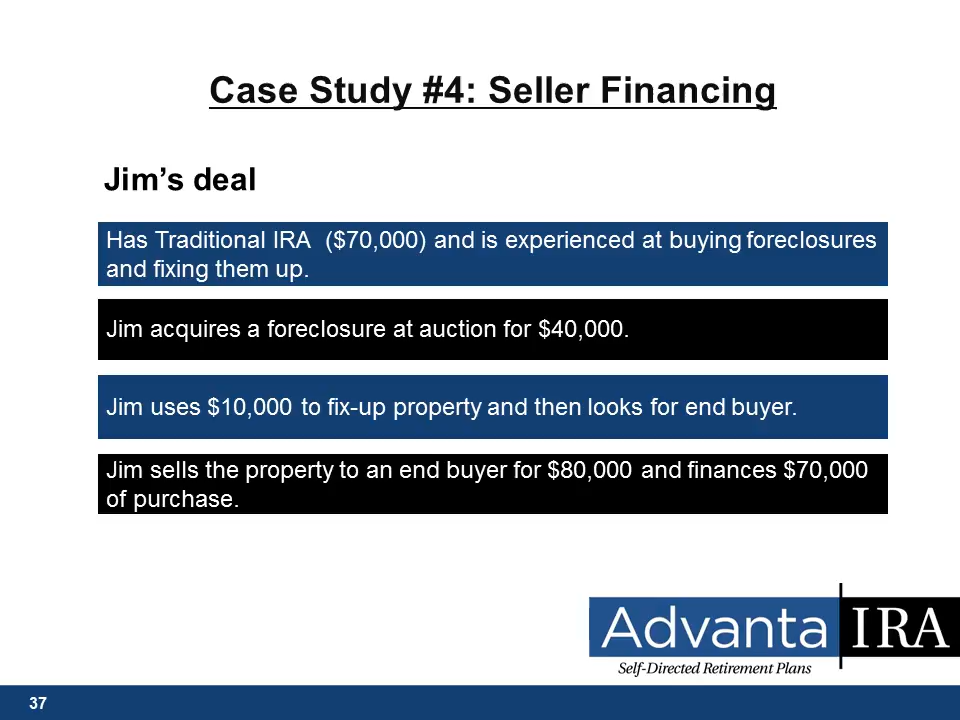 Case Study #4: Seller Financing
Jim’s deal
Has Traditional IRA  ($70,000) and is experienced at buying foreclosures
and fixing them up.
Jim acquires a foreclosure at auction for $40,000.
Jim uses $10,000 to fix-up property and then looks for end buyer.
Jim sells the property to an end buyer for $80,000 and finances $70,000
of purchase.
Advanta IRA
Self-Directed Retirement Plans
37